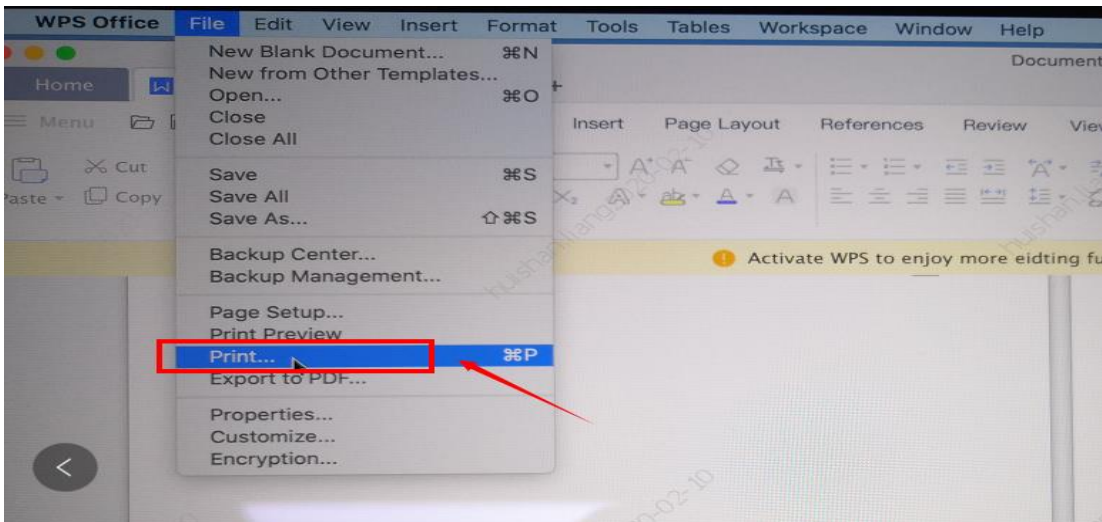 WPS Office File Edit View Insert Format Tools Tables Workspace Window Help
Document
Home
New Blank Document... ⌘N
New from Other Templates...
Open... ⌘O
Close
Close All
Save ⌘S
Save All
Save As... ⇧⌘S
Backup Center...
Backup Management...
Page Setup...
Print Preview
Print... ⌘P
Export to PDF...
Properties...
Customize...
Encryption...
Menu
Insert Page Layout References Review View
Cut
Paste Copy
Activate WPS to enjoy more eidting fu